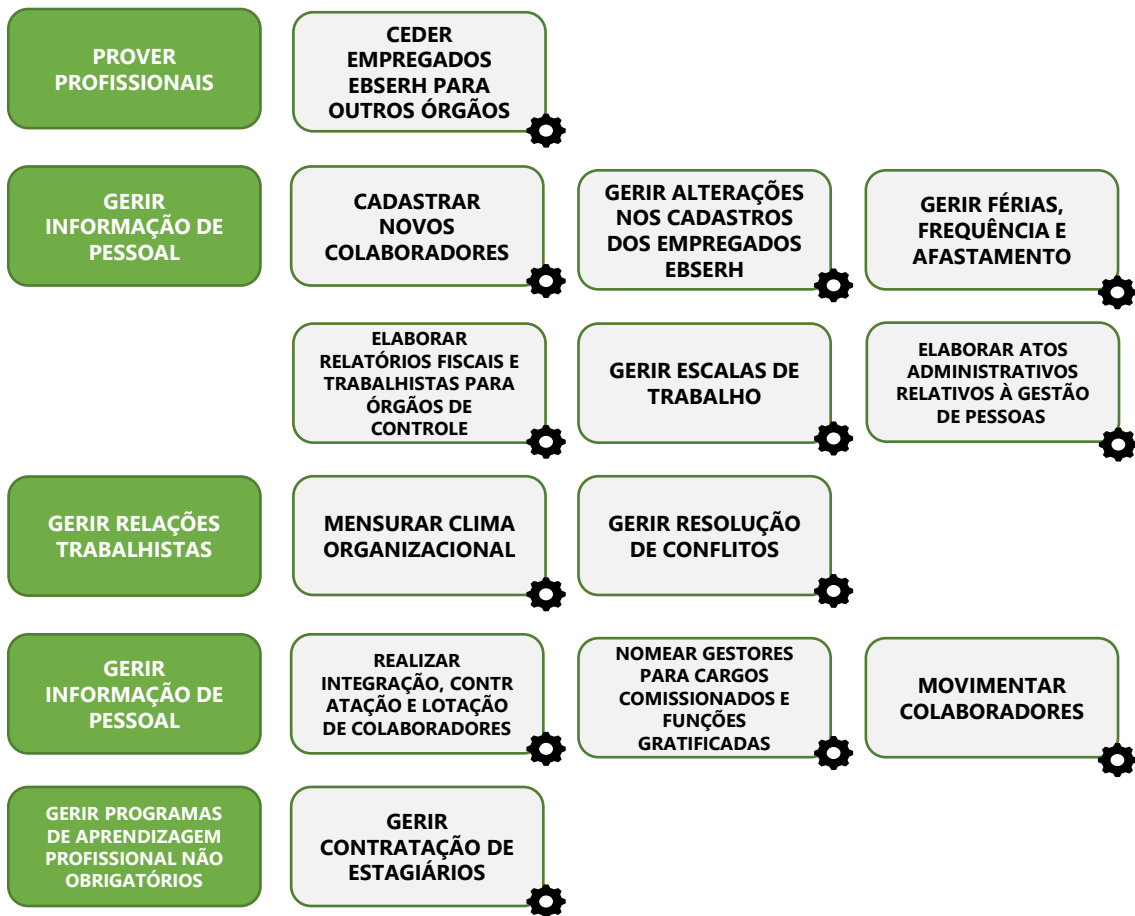 PROVER
PROFISSIONAIS
CEDER
EMPREGADOS
EBSERH PARA
OUTROS ÓRGÃOS
GERIR
INFORMAÇÃO DE
PESSOAL
CADASTRAR
NOVOS
COLABORADORES
GERIR ALTERAÇÕES
NOS CADASTROS
DOS EMPREGADOS
EBSERH
GERIR FÉRIAS,
FREQUÊNCIA E
AFASTAMENTO
ELABORAR
RELATÓRIOS FISCAIS E
TRABALHISTAS PARA
ÓRGÃOS DE
CONTROLE
GERIR ESCALAS DE
TRABALHO
ELABORAR ATOS
ADMINISTRATIVOS
RELATIVOS À GESTÃO
DE PESSOAS
GERIR RELAÇÕES
TRABALHISTAS
MENSURAR CLIMA
ORGANIZACIONAL
GERIR RESOLUÇÃO
DE CONFLITOS
GERIR
INFORMAÇÃO DE
PESSOAL
REALIZAR
INTEGRAÇÃO, CONTR
ATAÇÃO E LOTAÇÃO
DE COLABORADORES
NOMEAR GESTORES
PARA CARGOS
COMISSIONADOS E
FUNÇÕES
GRATIFICADAS
MOVIMENTAR
COLABORADORES
GERIR PROGRAMAS
DE APRENDIZAGEM
PROFISSIONAL NÃO
OBRIGATÓRIOS
GERIR
CONTRATAÇÃO DE
ESTAGIÁRIOS